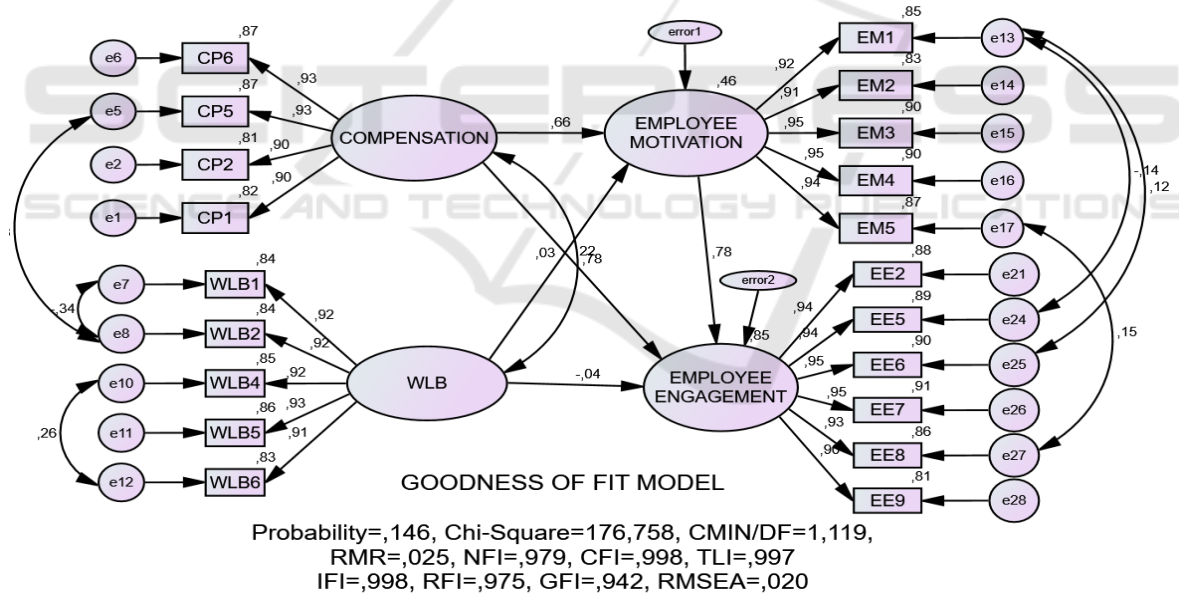 SCITEPRESS
SCIENCE AND TECHNOLOGY PUBLICATIONS
e6 CP6 ,87 ,93
e5 CP5 ,87 ,93
e2 CP2 ,81 ,90
e1 CP1 ,82 ,90
COMPENSATION
,66
error1
,46
EMPLOYEE
MOTIVATION
,92 EM1 ,85 e13
,91 EM2 ,83 e14
,95 EM3 ,90 e15
,95 EM4 ,90 e16
,94 EM5 ,87 e17
-,14
,12
,03
,22
,78
,78
e7 WLB1 ,84 ,92
-,34
e8 WLB2 ,84 ,92
e10 WLB4 ,85 ,92
e11 WLB5 ,86 ,93
,26
e12 WLB6 ,83 ,91
WLB
-,04
error2
,85
EMPLOYEE
ENGAGEMENT
,94 EE2 ,88 e21
,94 EE5 ,89 e24
,95 EE6 ,90 e25
,95 EE7 ,91 e26
,93 EE8 ,86 e27
,90 EE9 ,81 e28
,15
GOODNESS OF FIT MODEL
Probability=,146, Chi-Square=176,758, CMIN/DF=1,119,
RMR=,025, NFI=,979, CFI=,998, TLI=,997
IFI=,998, RFI=,975, GFI=,942, RMSEA=,020